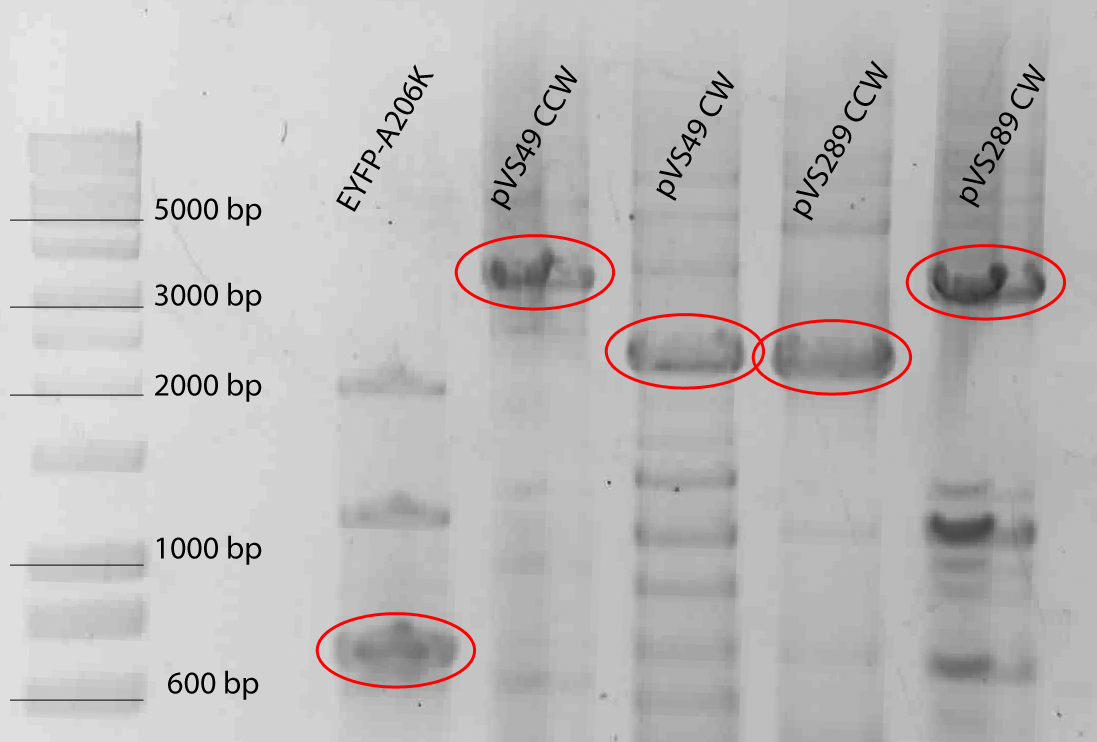 EYFP-A206K
pVS49 CCW
pVS49 CW
pVS289 CCW
pVS289 CW
5000 bp
3000 bp
2000 bp
1000 bp
600 bp